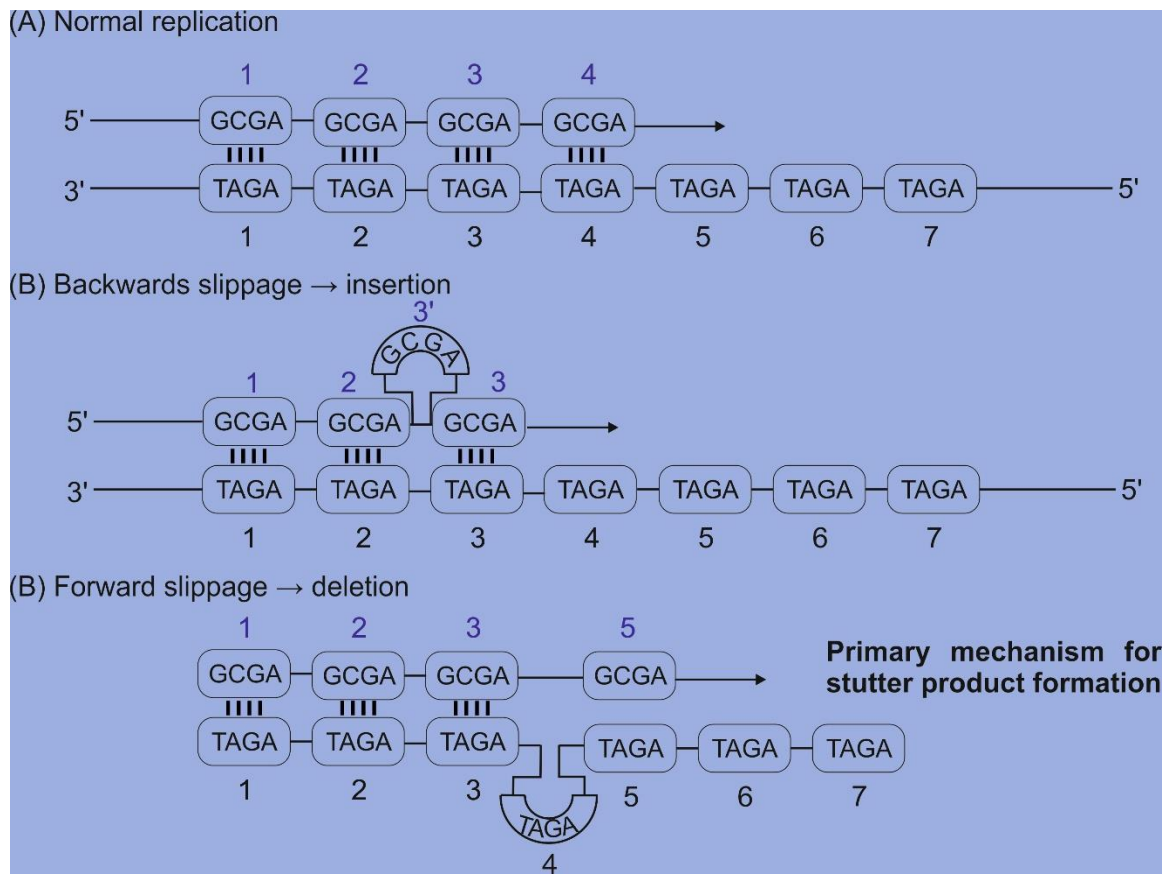 (A) Normal replication
1 2 3 4
5' GCGA GCGA GCGA GCGA
3' TAGA TAGA TAGA TAGA TAGA TAGA TAGA 5'
1 2 3 4 5 6 7
(B) Backwards slippage → insertion
3'
GCGA
1 2 3
5' GCGA GCGA GCGA
3' TAGA TAGA TAGA TAGA TAGA TAGA TAGA 5'
1 2 3 4 5 6 7
(B) Forward slippage → deletion
1 2 3 5
GCGA GCGA GCGA GCGA
Primary mechanism for
stutter product formation
TAGA TAGA TAGA TAGA TAGA TAGA
1 2 3 5 6 7
TAGA
4